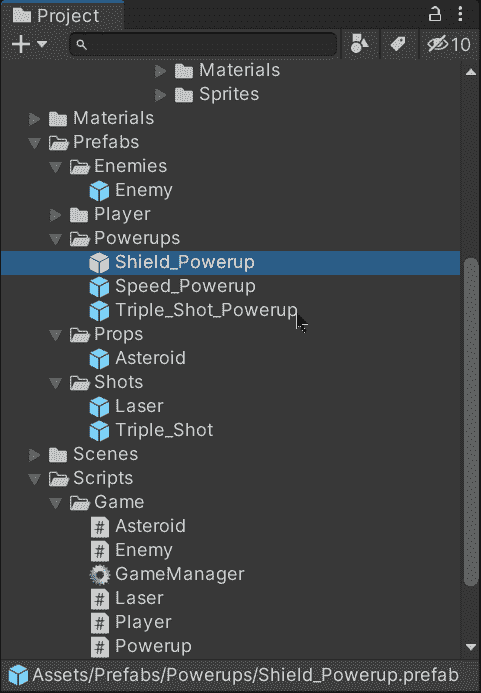 Project
10
Materials
Sprites
Materials
Prefabs
Enemies
Enemy
Player
Powerups
Shield_Powerup
Speed_Powerup
Triple_Shot_Powerup
Props
Asteroid
Shots
Laser
Triple_Shot
Scenes
Scripts
Game
# Asteroid
# Enemy
GameManager
# Laser
# Player
# Powerup
Assets/Prefabs/Powerups/Shield_Powerup.prefab